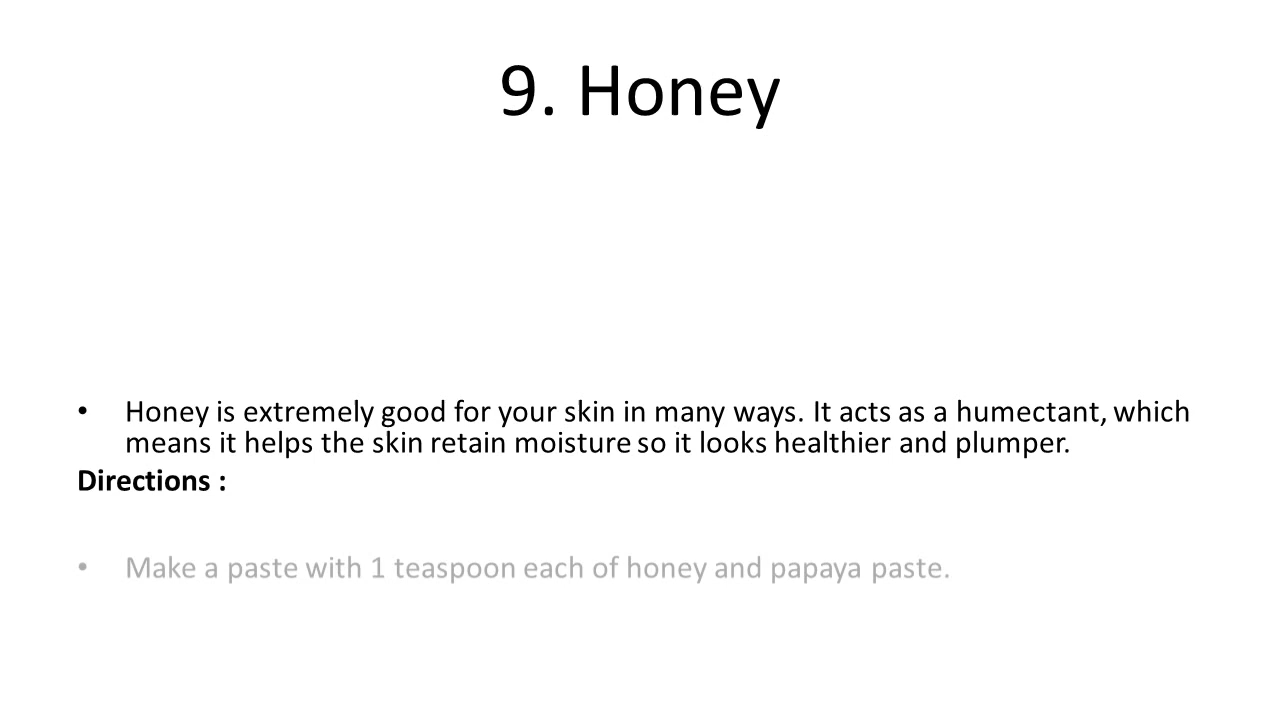 9. Honey
• Honey is extremely good for your skin in many ways. It acts as a humectant, which
means it helps the skin retain moisture so it looks healthier and plumper.
Directions :
• Make a paste with 1 teaspoon each of honey and papaya paste.